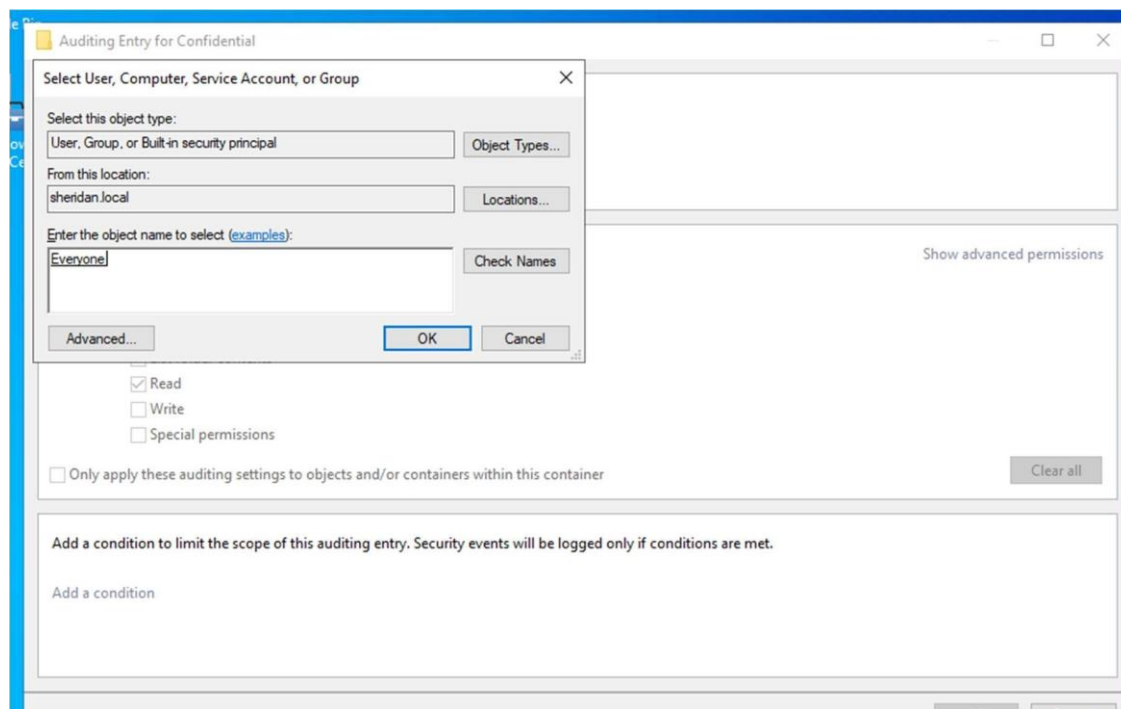 Auditing Entry for Confidential
Select User, Computer, Service Account, or Group
Select this object type:
User, Group, or Built-in security principal
Object Types...
From this location:
sheridan.local
Locations...
Enter the object name to select (examples):
Everyone
Check Names
Show advanced permissions
Advanced...
OK
Cancel
Read
Write
Special permissions
Only apply these auditing settings to objects and/or containers within this container
Clear all
Add a condition to limit the scope of this auditing entry. Security events will be logged only if conditions are met.
Add a condition